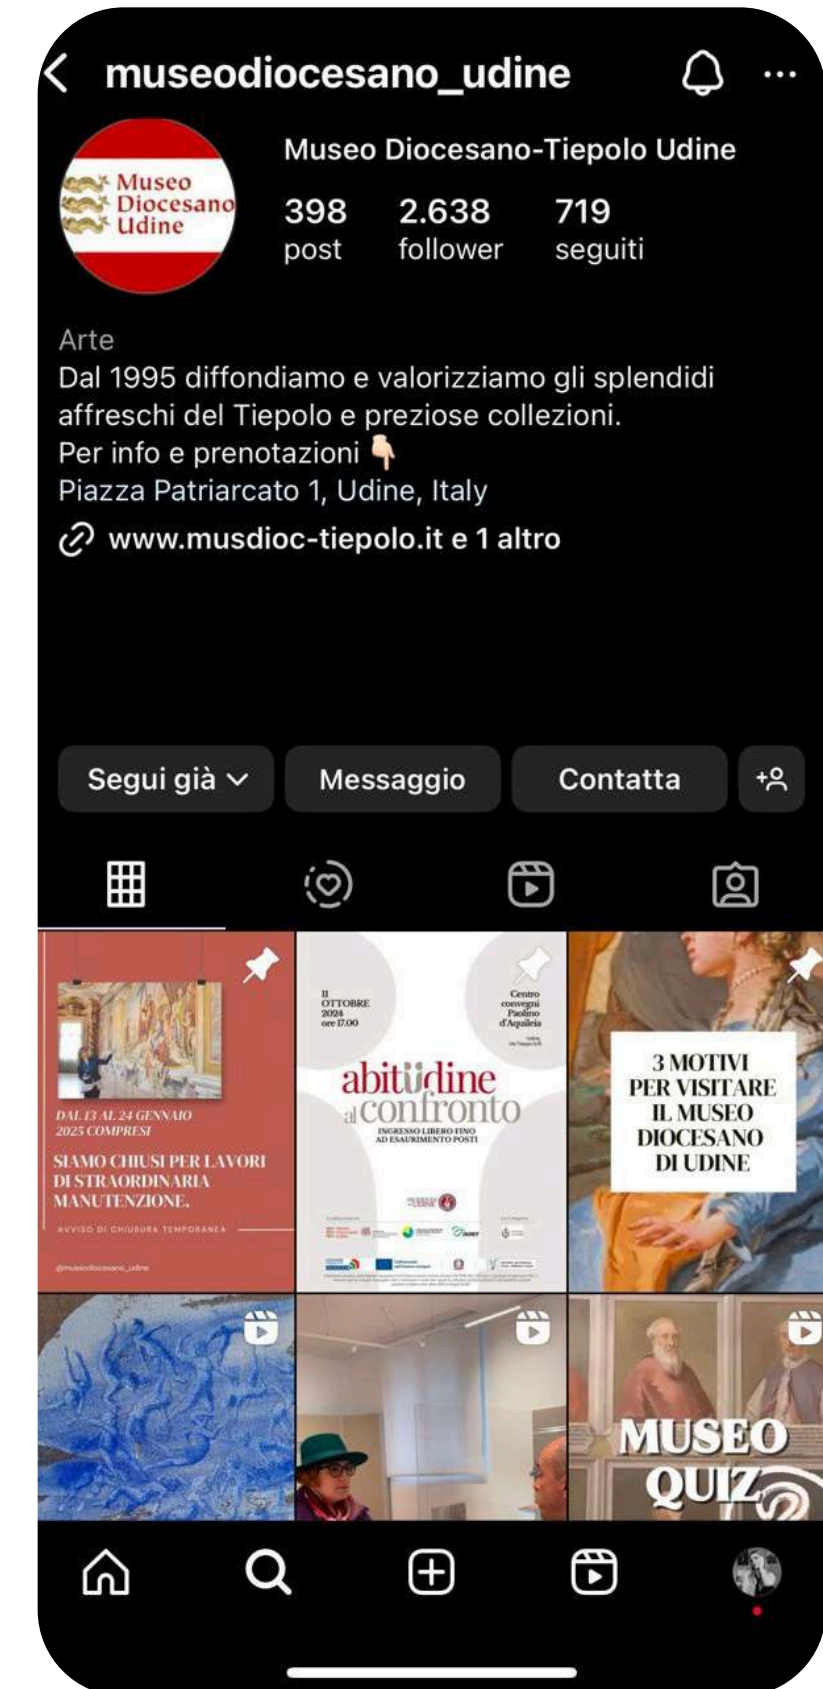 museodiocesano_udine
Museo
Diocesano
Udine
Museo Diocesano-Tiepolo Udine
398 2.638 719
post follower seguiti
Arte
Dal 1995 diffondiamo e valorizziamo gli splendidi
affreschi del Tiepolo e preziose collezioni.
Per info e prenotazioni 👇🏻
Piazza Patriarcato 1, Udine, Italy
www.musdioc-tiepolo.it e 1 altro
Segui già
Messaggio
Contatta
DAL 13 AL 24 GENNAIO
2025 COMPRESI
SIAMO CHIUSI PER LAVORI
DI STRAORDINARIA
MANUTENZIONE.
AVVISO DI CHIUSURA TEMPORANEA
@museodiocesano_udine
11
OTTOBRE
2024
ore 17.00
Centro
convegni
Paolino
d'Aquileia
abitüdine
al confronto
INGRESSO LIBERO FINO
AD ESAURIMENTO POSTI
3 MOTIVI
PER VISITARE
IL MUSEO
DIOCESANO
DI UDINE
MUSEO
QUIZ